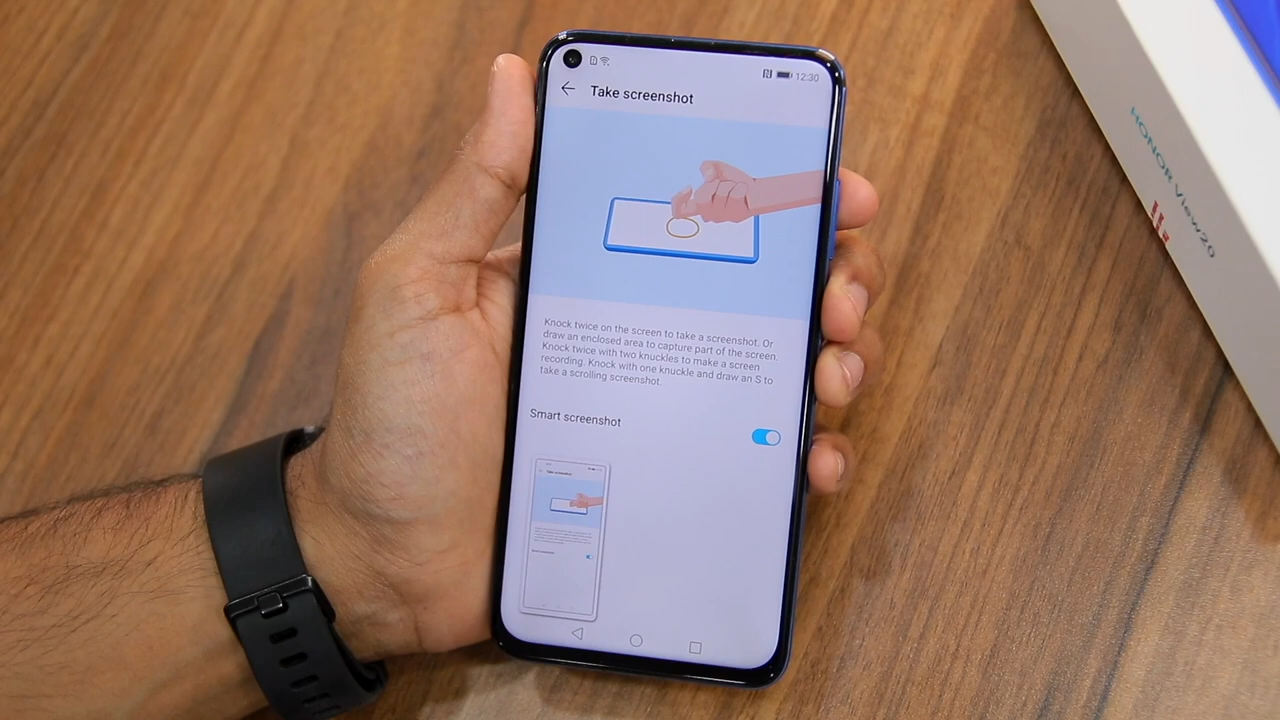 12:30
Take screenshot
Knock twice on the screen to take a screenshot. Or
draw an enclosed area to capture part of the screen.
Knock twice with two knuckles to make a screen
recording. Knock with one knuckle and draw an S to
take a scrolling screenshot.
Smart screenshot
Take screenshot
HONOR View20